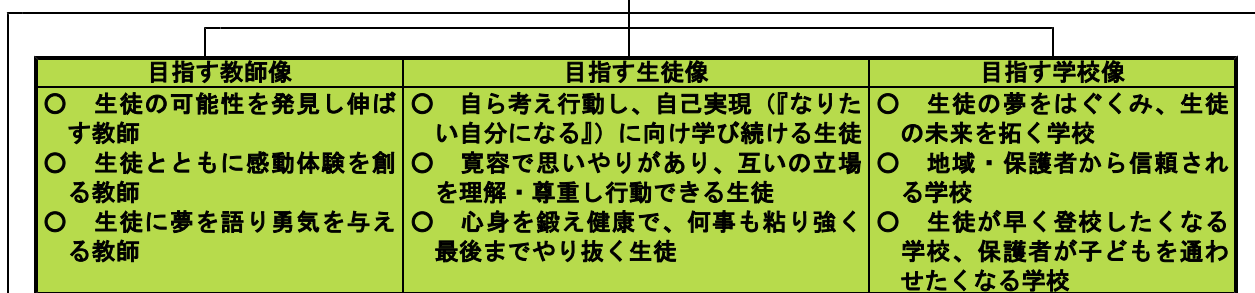 目指す教師像
○　生徒の可能性を発見し伸ば
す教師
○　生徒とともに感動体験を創
る教師
○　生徒に夢を語り勇気を与え
る教師
目指す生徒像
○　自ら考え行動し、自己実現（『なりた
い自分になる』）に向け学び続ける生徒
○　寛容で思いやりがあり、互いの立場
を理解・尊重し行動できる生徒
○　心身を鍛え健康で、何事も粘り強く
最後までやり抜く生徒
目指す学校像
○　生徒の夢をはぐくみ、生徒
の未来を拓く学校
○　地域・保護者から信頼され
る学校
○　生徒が早く登校したくなる
学校、保護者が子どもを通わ
せたくなる学校